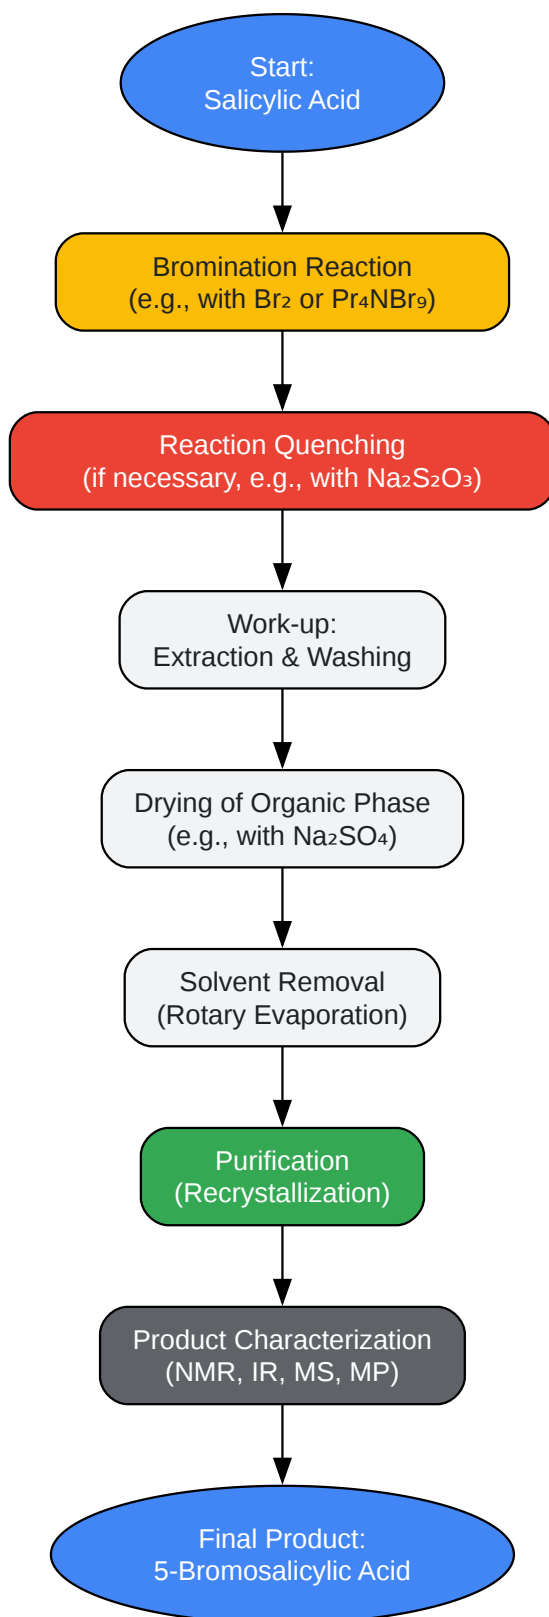 Start:
Salicylic Acid
Bromination Reaction
(e.g., with Br₂ or Pr₄NBr₉)
Reaction Quenching
(if necessary, e.g., with Na₂S₂O₃)
Work-up:
Extraction & Washing
Drying of Organic Phase
(e.g., with Na₂SO₄)
Solvent Removal
(Rotary Evaporation)
Purification
(Recrystallization)
Product Characterization
(NMR, IR, MS, MP)
Final Product:
5-Bromosalicylic Acid